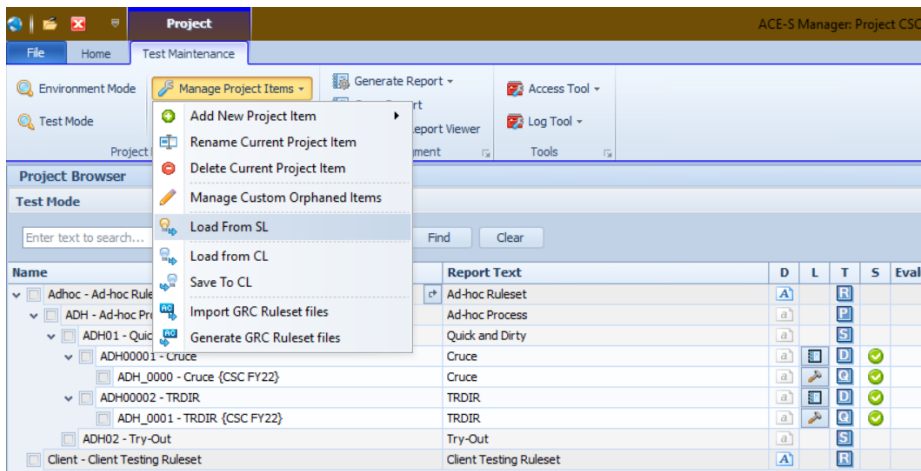 Project
ACE-S Manager: Project CSC
File Home Test Maintenance
Environment Mode Manage Project Items Generate Report Access Tool
Test Mode Log Tool
Report Viewer
Project Tools
Add New Project Item
Rename Current Project Item
Delete Current Project Item
Manage Custom Orphaned Items
Load From SL
Load from CL
Save To CL
Import GRC Ruleset files
Generate GRC Ruleset files
Project Browser
Test Mode
Enter text to search... Find Clear
Name Report Text D L T S Eval
Adhoc - Ad-hoc Rule Ad-hoc Ruleset A R
ADH - Ad-hoc Pro Ad-hoc Process a P
ADH01 - Quic Quick and Dirty a S
ADH00001 - Cruce Cruce a D
ADH_0000 - Cruce {CSC FY22} Cruce a Q
ADH00002 - TRDIR TRDIR a D
ADH_0001 - TRDIR {CSC FY22} TRDIR a Q
ADH02 - Try-Out Try-Out a S
Client - Client Testing Ruleset Client Testing Ruleset A R